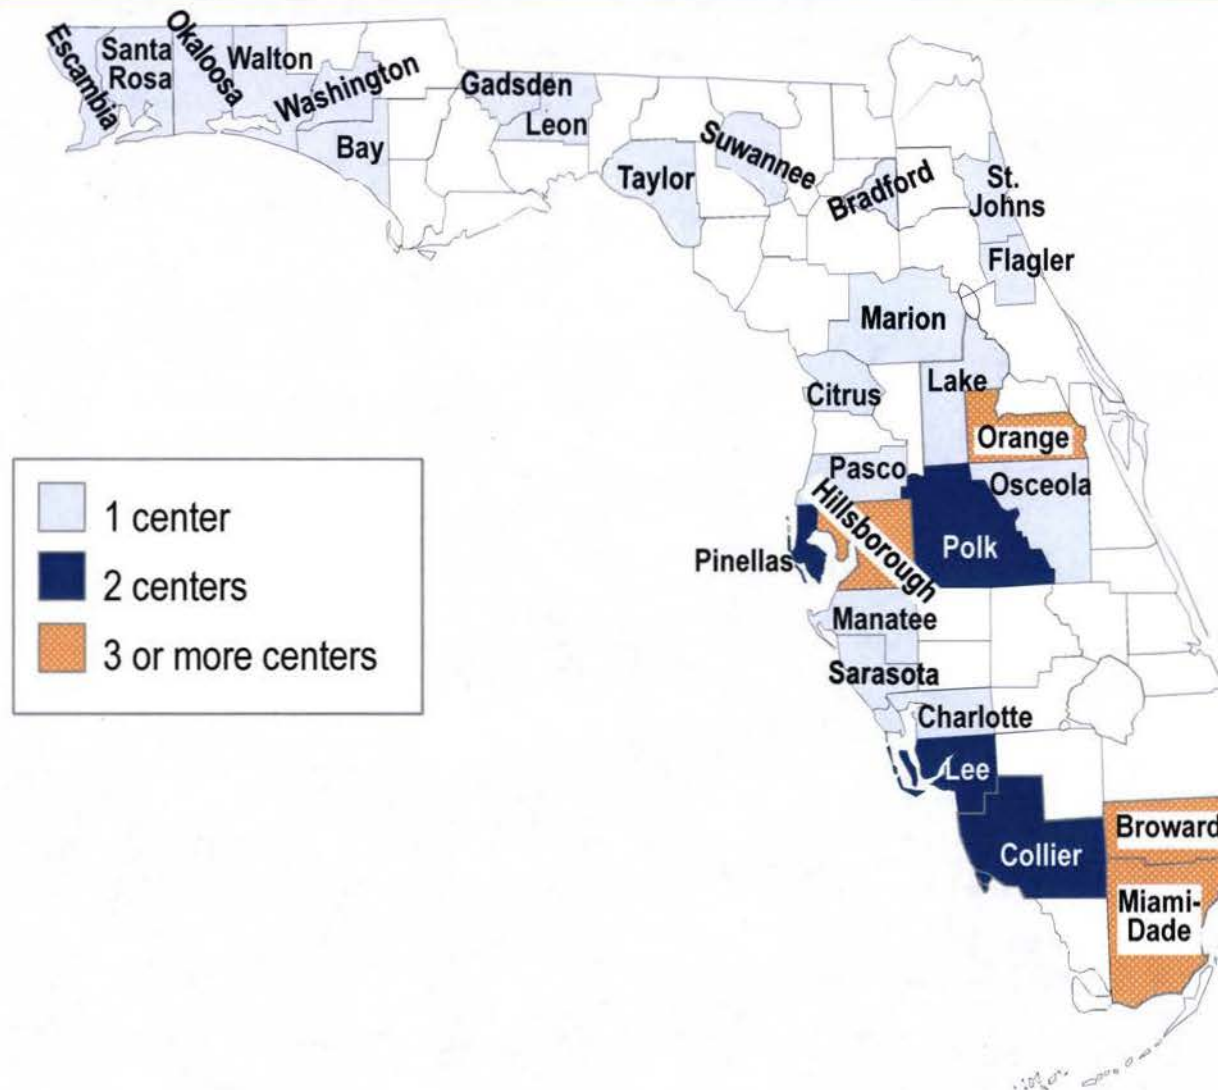 Escambia
Santa
Rosa
Okaloosa
Walton
Washington
Bay
Gadsden
Leon
Taylor
Suwannee
Bradford
St.
Johns
Flagler
Marion
Citrus
Lake
Orange
Pasco
Osceola
Hillsborough
Pinellas
Polk
Manatee
Sarasota
Charlotte
Lee
Collier
Broward
Miami-
Dade
1 center
2 centers
3 or more centers